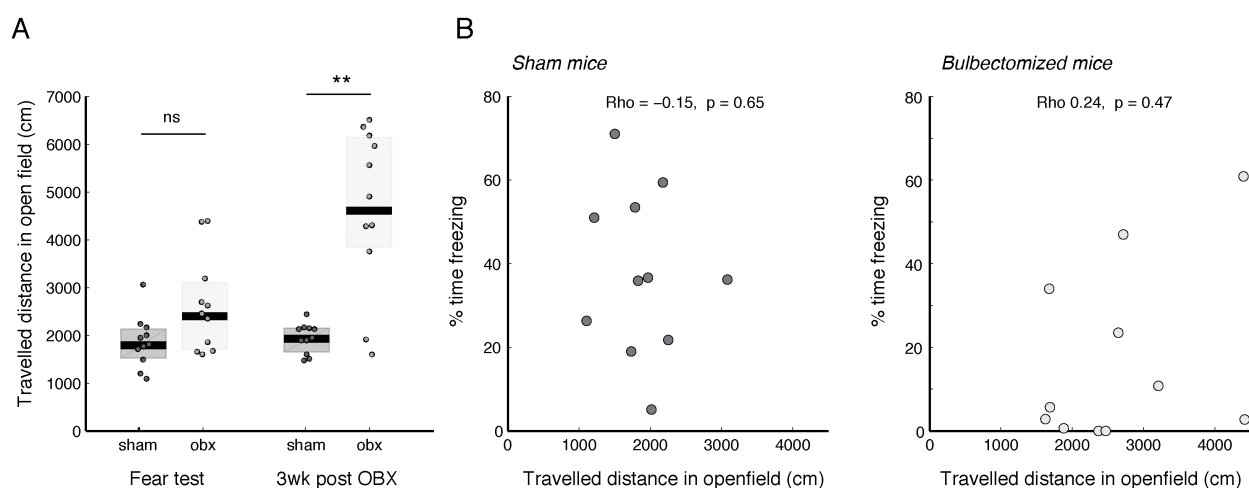 A
Travelled distance in open field (cm)
7000
6000
5000
4000
3000
2000
1000
0
ns
**
sham
obx
sham
obx
Fear test
3wk post OBX
B
Sham mice
Rho = −0.15, p = 0.65
% time freezing
80
60
40
20
0
0
1000
2000
3000
4000
Travelled distance in openfield (cm)
Bulbectomized mice
Rho 0.24, p = 0.47
% time freezing
80
60
40
20
0
0
1000
2000
3000
4000
Travelled distance in openfield (cm)